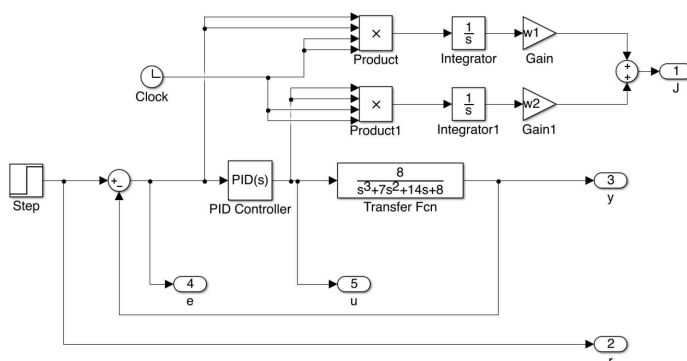 ×
Product
1
s
Integrator
w1
Gain
+
+
1
J
Clock
×
Product1
1
s
Integrator1
w2
Gain1
Step
+
−
PID(s)
PID Controller
8
s³+7s²+14s+8
Transfer Fcn
3
y
4
e
5
u
2